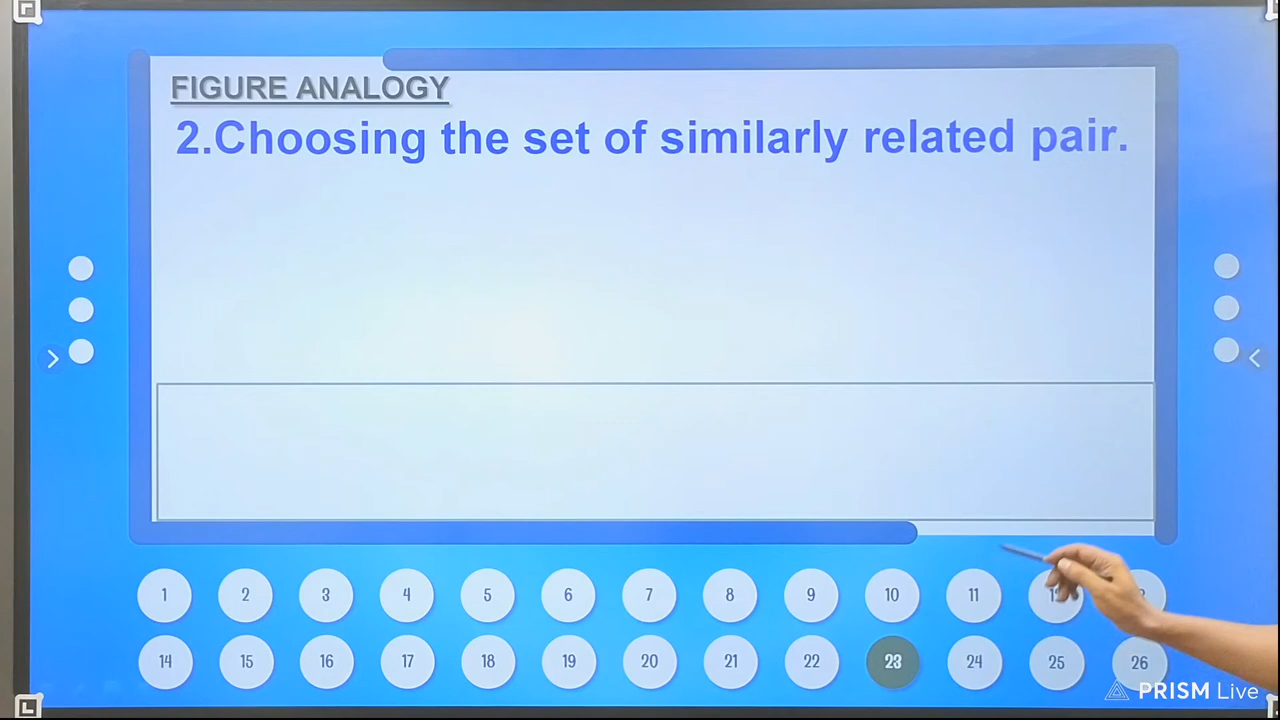 FIGURE ANALOGY
2.Choosing the set of similarly related pair.
1 2 3 4 5 6 7 8 9 10 11
14 15 16 17 18 19 20 21 22 23 24 25 26
PRISM Live